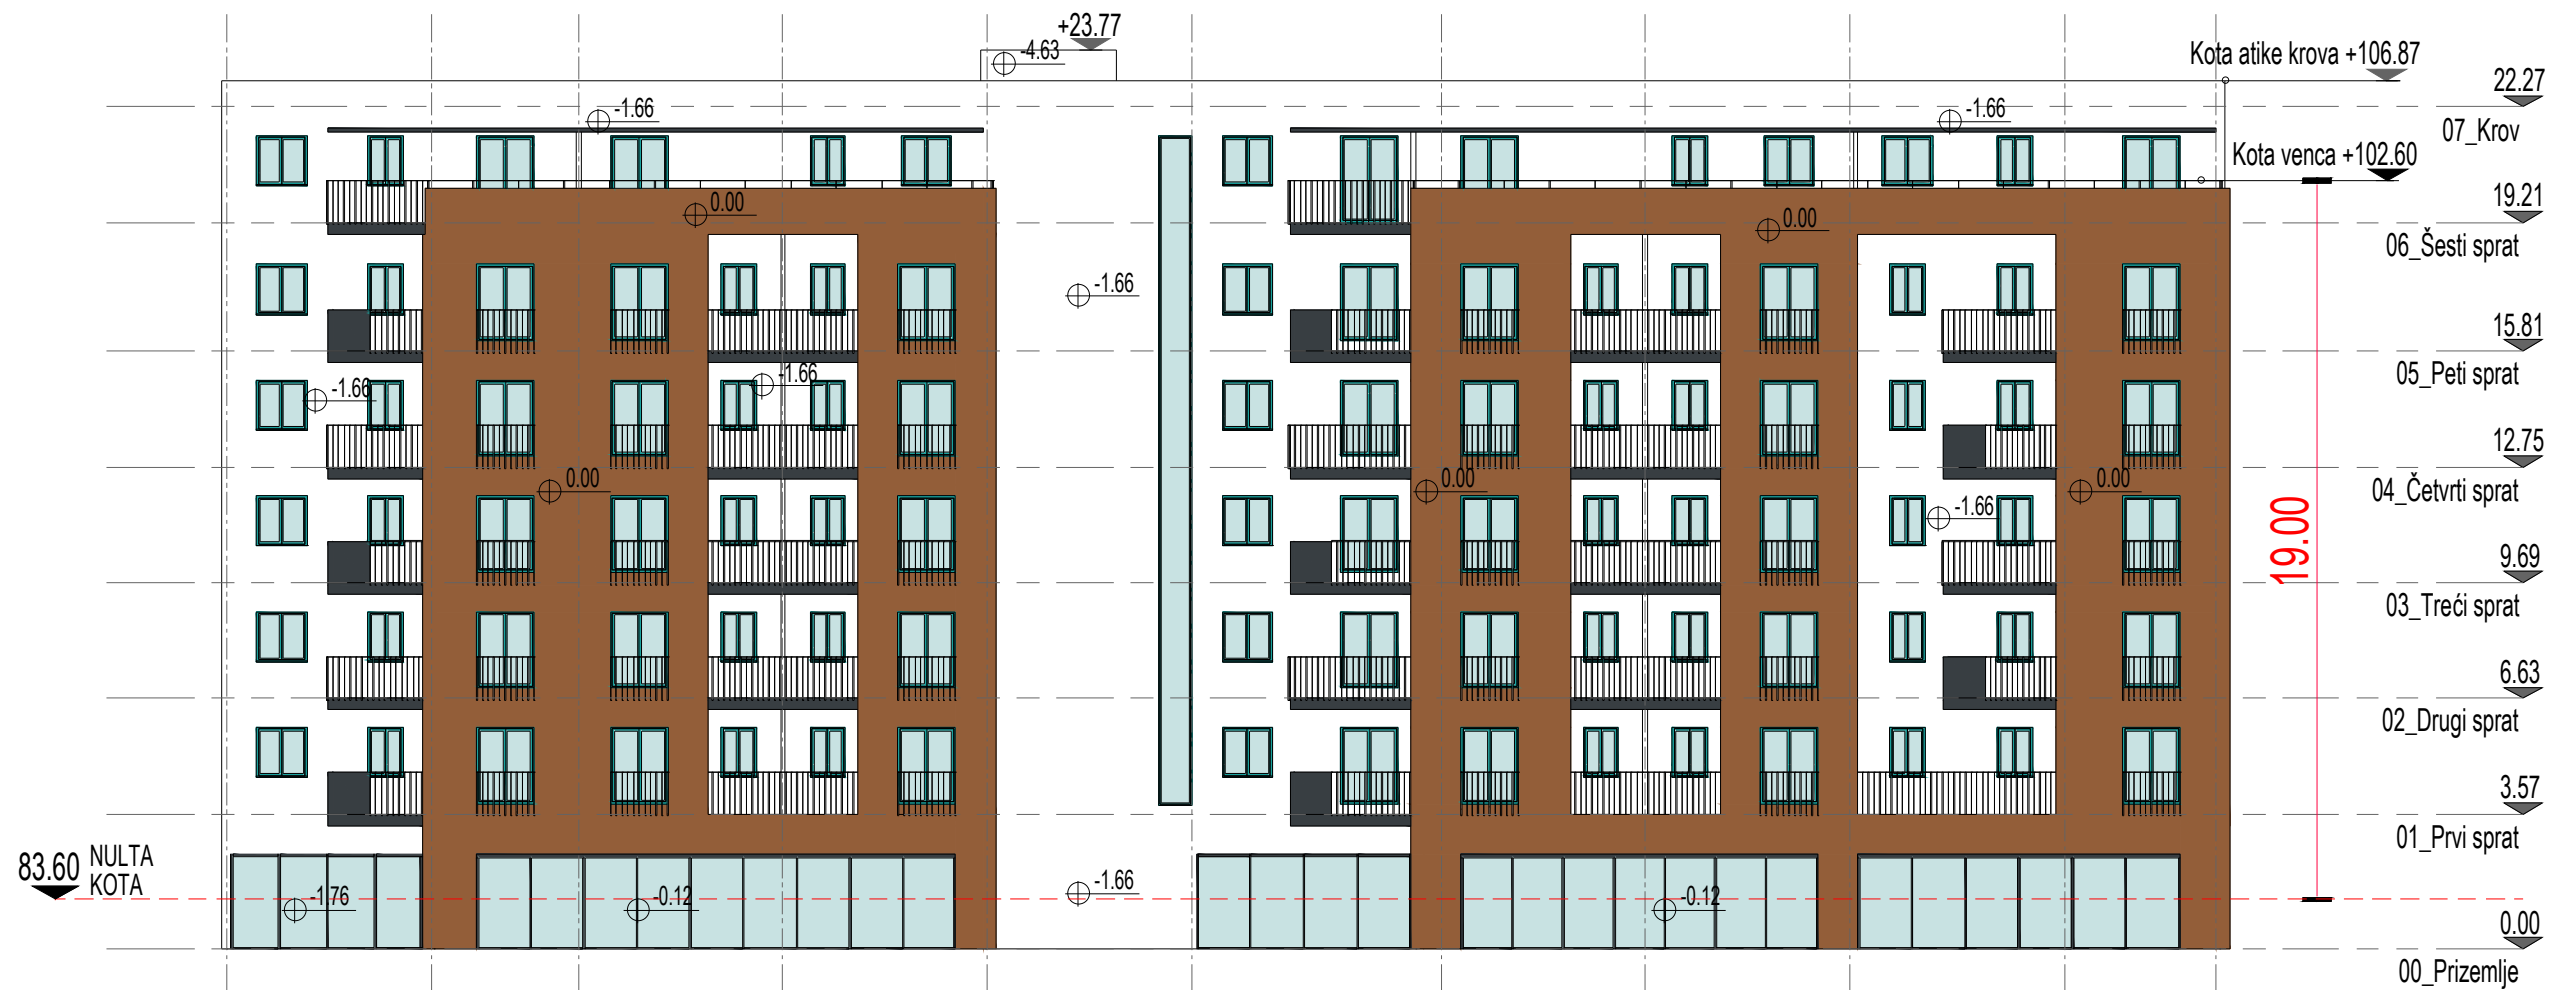 +23.77
-4.63
Kota atike krova +106.87
22.27
07_Krov
-1.66
-1.66
Kota venca +102.60
19.21
06_Šesti sprat
0.00
0.00
-1.66
15.81
05_Peti sprat
-1.66
-1.66
12.75
04_Četvrti sprat
0.00
0.00
0.00
-1.66
19.00
9.69
03_Treći sprat
6.63
02_Drugi sprat
3.57
01_Prvi sprat
83.60 NULTA
KOTA
-1.76
-0.12
-1.66
-0.12
0.00
00_Prizemlje